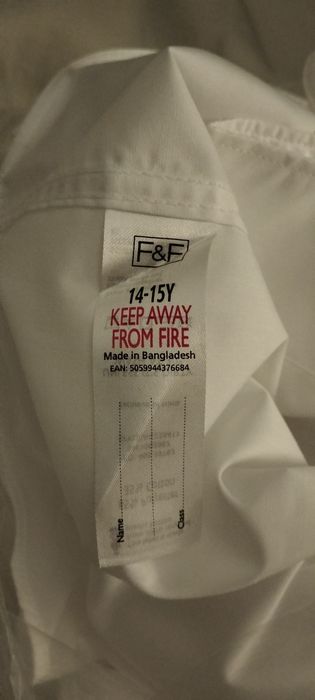 F&F
14-15Y
KEEP AWAY
FROM FIRE
Made in Bangladesh
EAN: 5059944376684
Name
Class